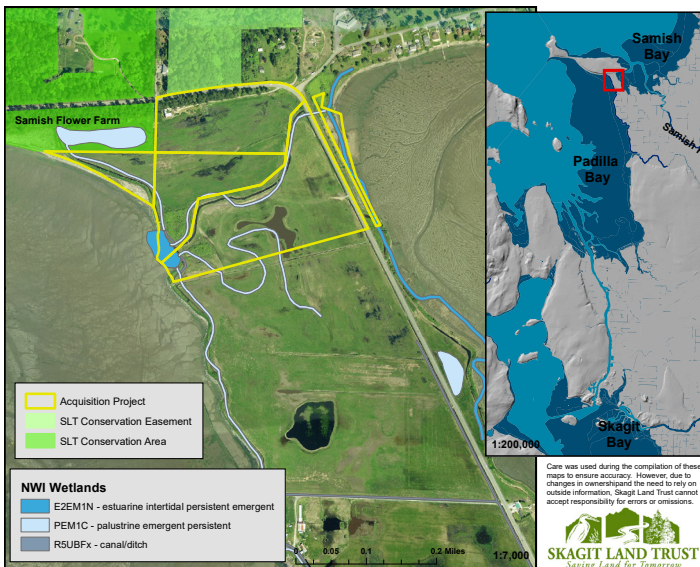 Samish Flower Farm
Acquisition Project
SLT Conservation Easement
SLT Conservation Area
NWI Wetlands
E2EM1N - estuarine intertidal persistent emergent
PEM1C - palustrine emergent persistent
R5UBFx - canal/ditch
0 0.05 0.1 0.2 Miles
1:7,000
Samish
Bay
Samish
Padilla
Bay
Skagit
Bay
1:200,000
Care was used during the compilation of these
maps to ensure accuracy. However, due to
changes in ownershipand the need to rely on
outside information, Skagit Land Trust cannot
accept responsibility for errors or omissions.
SKAGIT LAND TRUST
Saving Land for Tomorrow